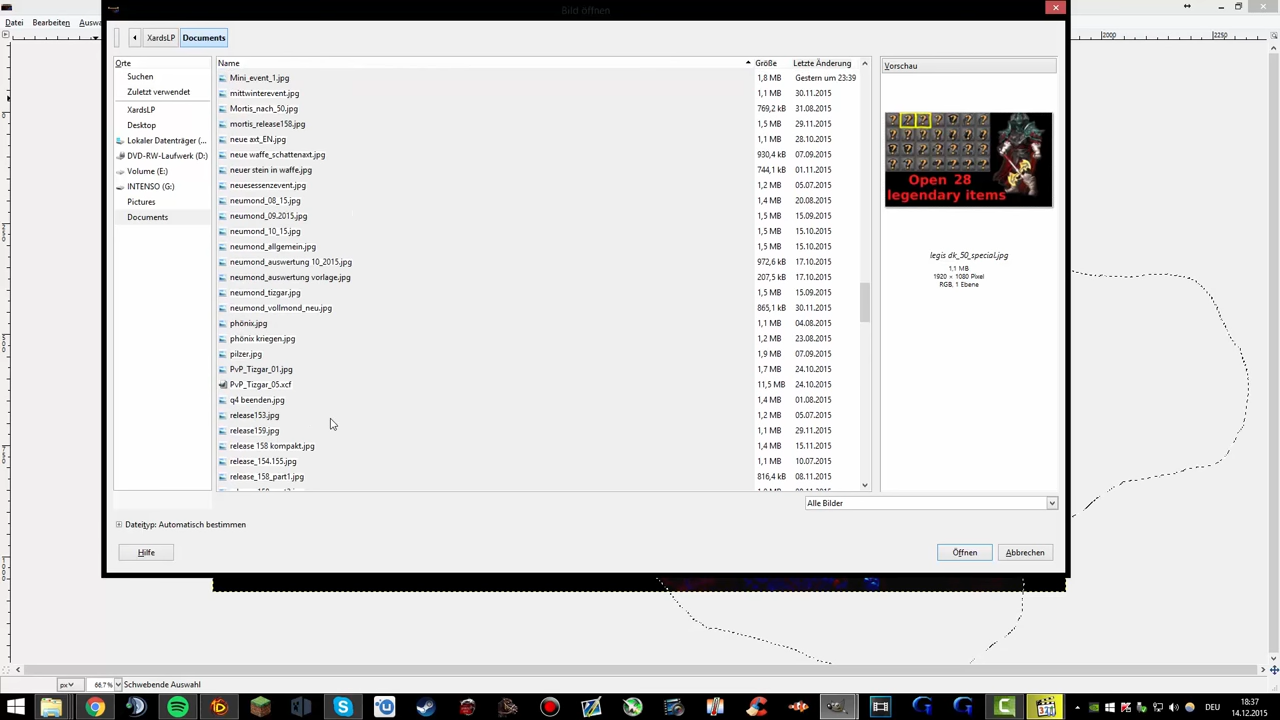 Bild öffnen
Datei Bearbeiten Auswa
2000 2250
XardsLP Documents
Orte
Suchen
Zuletzt verwendet
XardsLP
Desktop
Lokaler Datenträger (...
DVD-RW-Laufwerk (D:)
Volume (E:)
INTENSO (G:)
Pictures
Documents
Name Größe Letzte Änderung
Mini_event_1.jpg 1,8 MB Gestern um 23:39
mittwinterevent.jpg 1,1 MB 30.11.2015
Mortis_nach_50.jpg 769,2 kB 31.08.2015
mortis_release158.jpg 1,5 MB 29.11.2015
neue axt_EN.jpg 1,1 MB 28.10.2015
neue waffe_schattenaxt.jpg 930,4 kB 07.09.2015
neuer stein in waffe.jpg 744,1 kB 01.11.2015
neuesessenzevent.jpg 1,2 MB 05.07.2015
neumond_08_15.jpg 1,4 MB 20.08.2015
neumond_09.2015.jpg 1,5 MB 15.09.2015
neumond_10_15.jpg 1,5 MB 15.10.2015
neumond_allgemein.jpg 1,5 MB 15.10.2015
neumond_auswertung 10_2015.jpg 972,6 kB 17.10.2015
neumond_auswertung vorlage.jpg 207,5 kB 17.10.2015
neumond_tizgar.jpg 1,5 MB 15.09.2015
neumond_vollmond_neu.jpg 865,1 kB 30.11.2015
phönix.jpg 1,1 MB 04.08.2015
phönix kriegen.jpg 1,2 MB 23.08.2015
pilzer.jpg 1,9 MB 07.09.2015
PvP_Tizgar_01.jpg 1,7 MB 24.10.2015
PvP_Tizgar_05.xcf 11,5 MB 24.10.2015
q4 beenden.jpg 1,4 MB 01.08.2015
release153.jpg 1,2 MB 05.07.2015
release159.jpg 1,1 MB 29.11.2015
release 158 kompakt.jpg 1,4 MB 15.11.2015
release_154.155.jpg 1,1 MB 10.07.2015
release_158_part1.jpg 816,4 kB 08.11.2015
Vorschau
Open 28
legendary items
legis dk_50_special.jpg
1,1 MB
1920 × 1080 Pixel
RGB, 1 Ebene
Alle Bilder
Dateityp: Automatisch bestimmen
Hilfe Öffnen Abbrechen
px 66,7% Schwebende Auswahl
DEU
18:37
14.12.2015